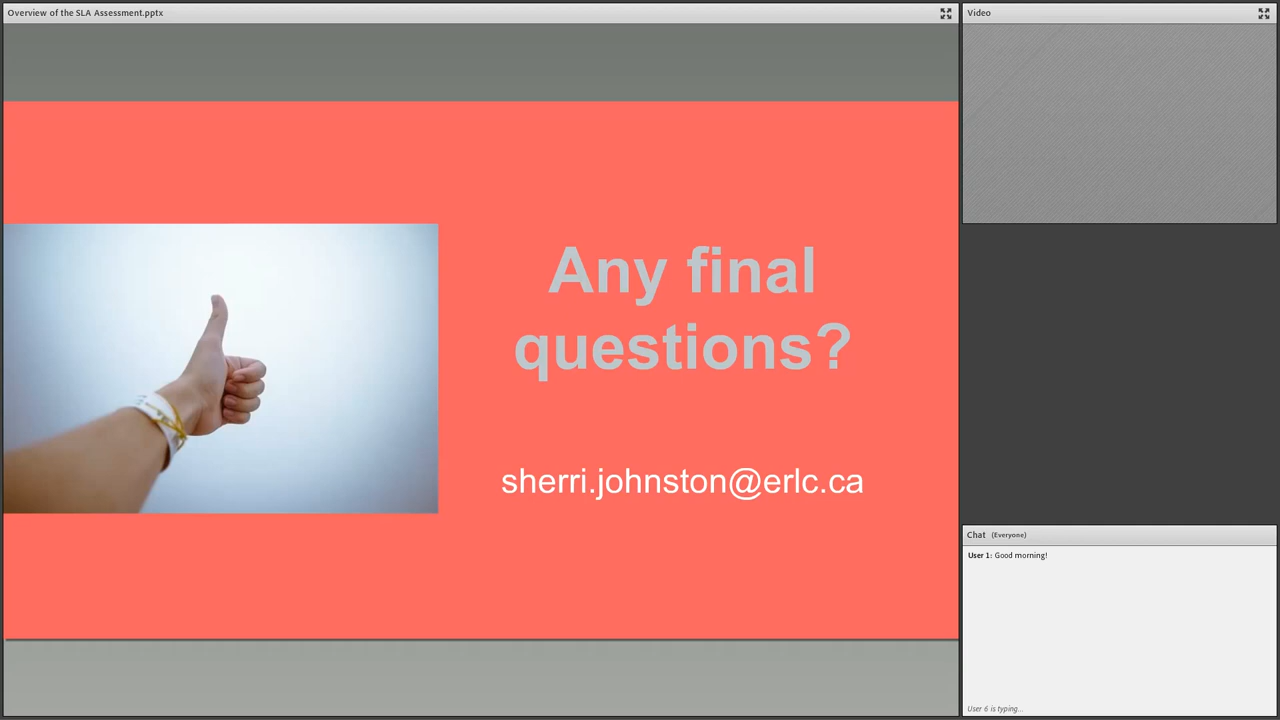 Overview of the SLA Assessment.pptx
Video
Any final
questions?
sherri.johnston@erlc.ca
Chat (Everyone)
User 1: Good morning!
User 6 is typing...